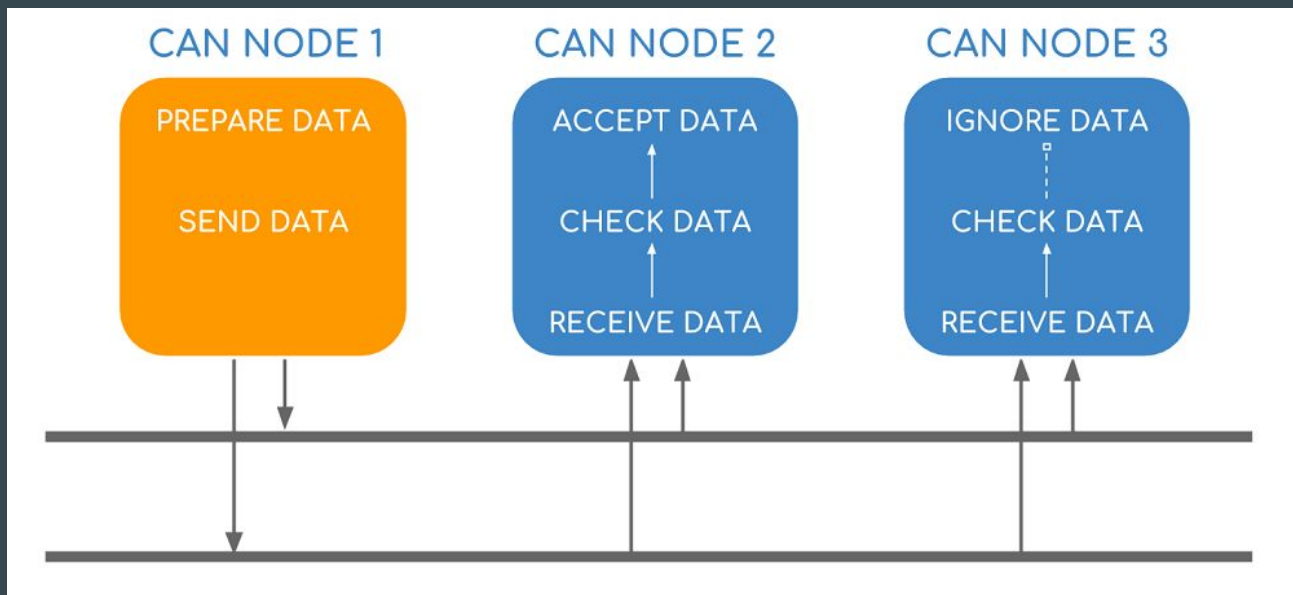 CAN NODE 1
PREPARE DATA
SEND DATA
CAN NODE 2
ACCEPT DATA
CHECK DATA
RECEIVE DATA
CAN NODE 3
IGNORE DATA
CHECK DATA
RECEIVE DATA